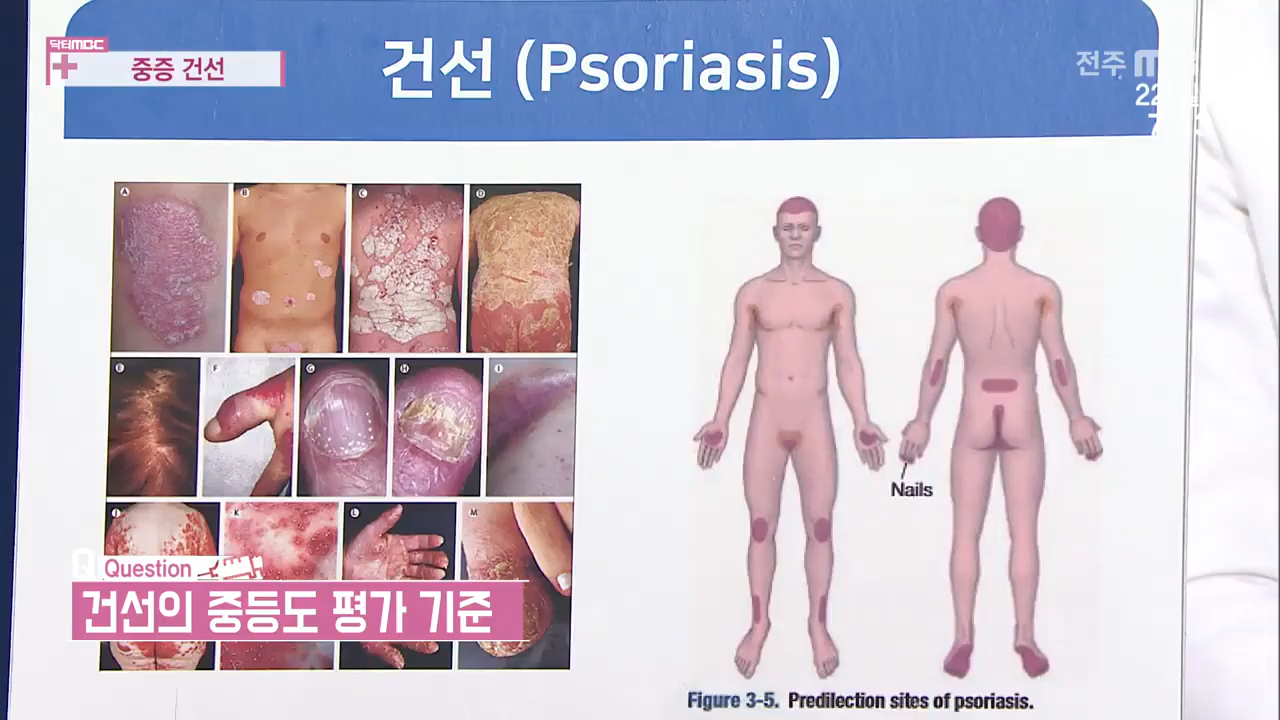 닥터MBC
중증 건선
건선 (Psoriasis)
전주
22
7
A
B
C
D
E
F
G
H
I
J
K
L
M
Nails
Q Question
건선의 중등도 평가 기준
Figure 3-5. Predilection sites of psoriasis.